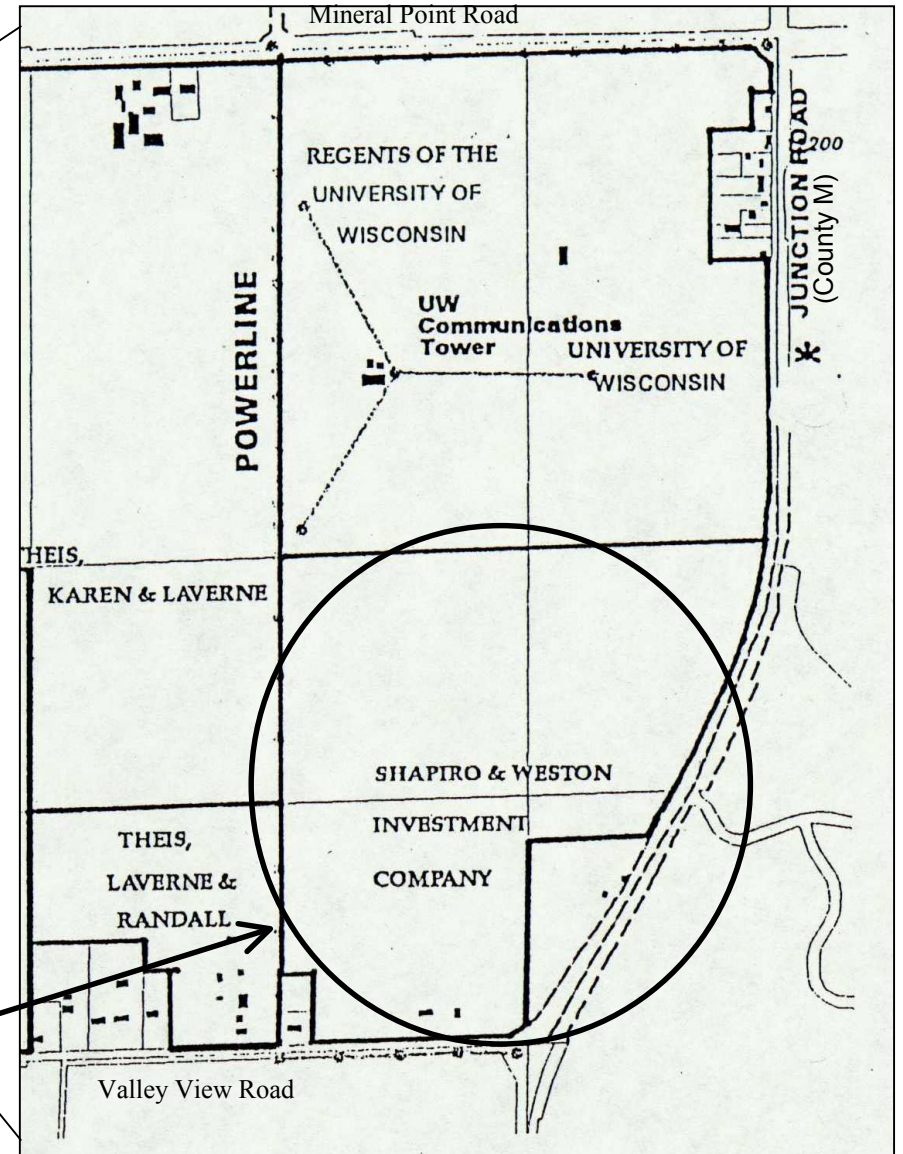 Mineral Point Road
REGENTS OF THE
UNIVERSITY OF
WISCONSIN
JUNCTION ROAD
(County M)
200
POWERLINE
UW
Communications
Tower
UNIVERSITY OF
WISCONSIN
THEIS,
KAREN & LAVERNE
SHAPIRO & WESTON
INVESTMENT
COMPANY
THEIS,
LAVERNE &
RANDALL
Valley View Road